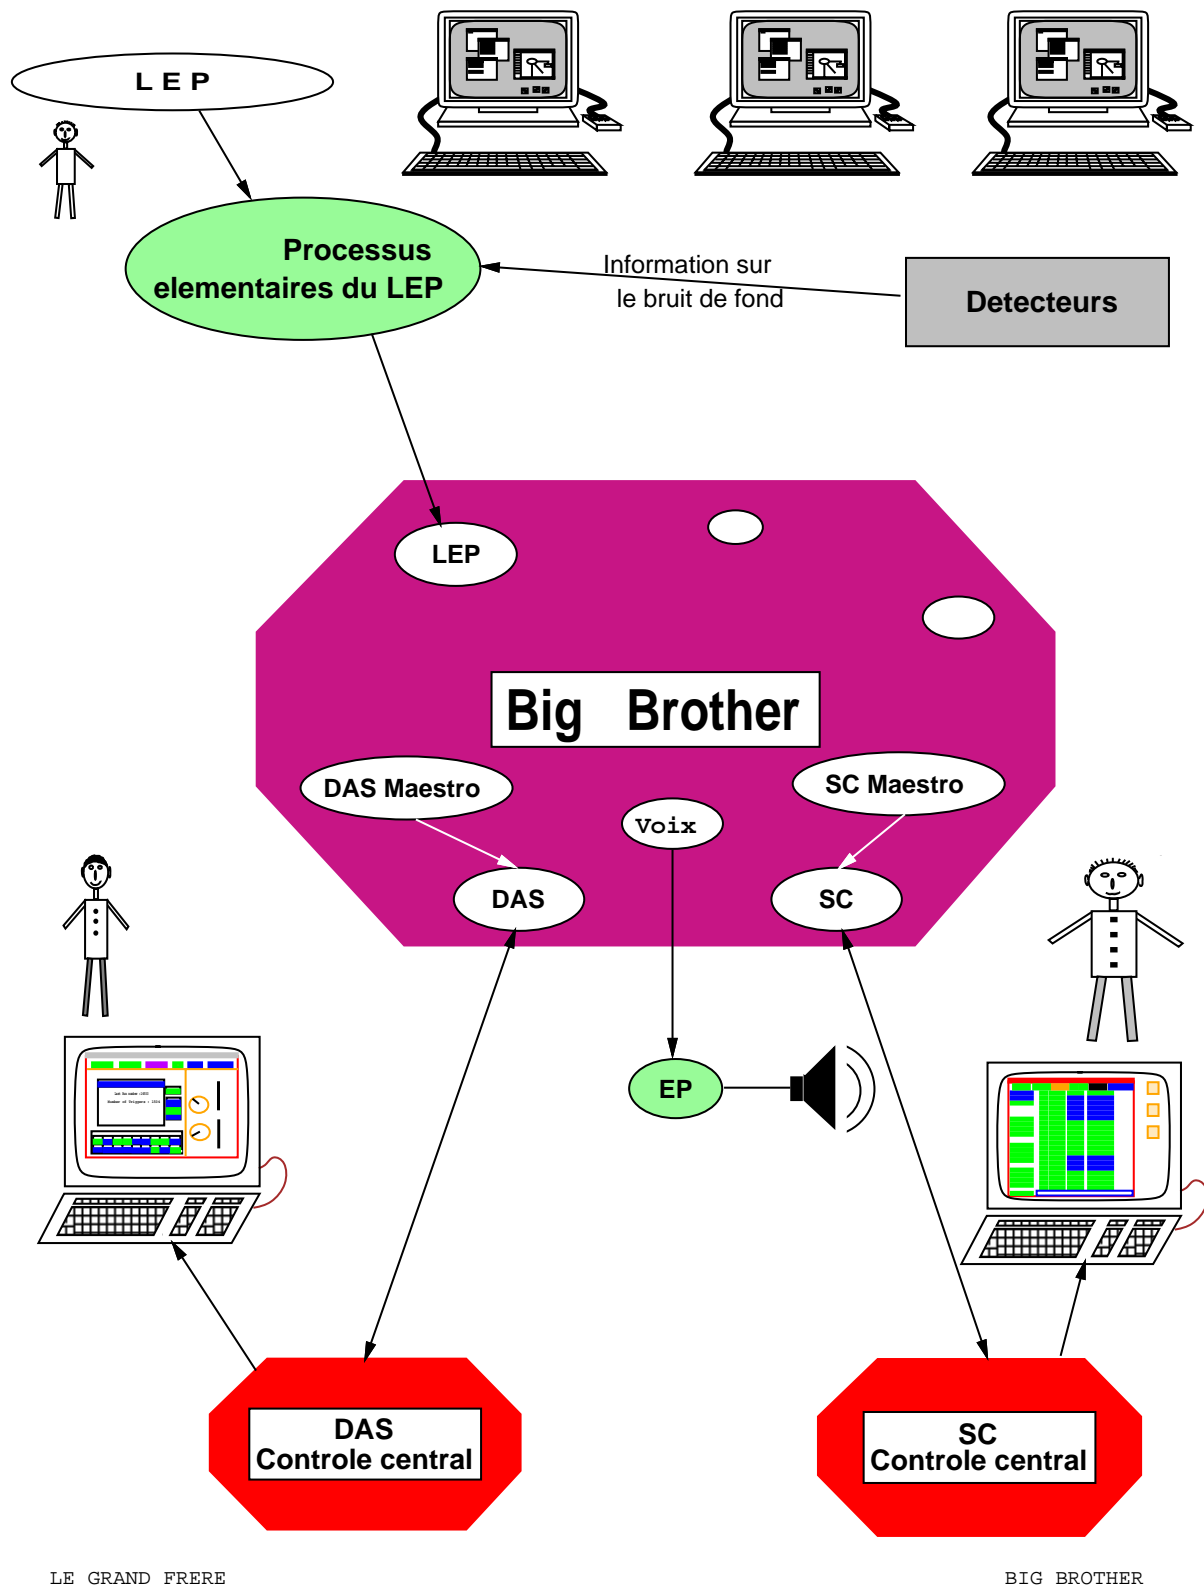 L E P
Processus
elementaires du LEP
Information sur
le bruit de fond
Detecteurs
LEP
Big Brother
DAS Maestro
SC Maestro
Voix
DAS
SC
EP
DAS
Controle central
SC
Controle central
LE GRAND FRERE
BIG BROTHER